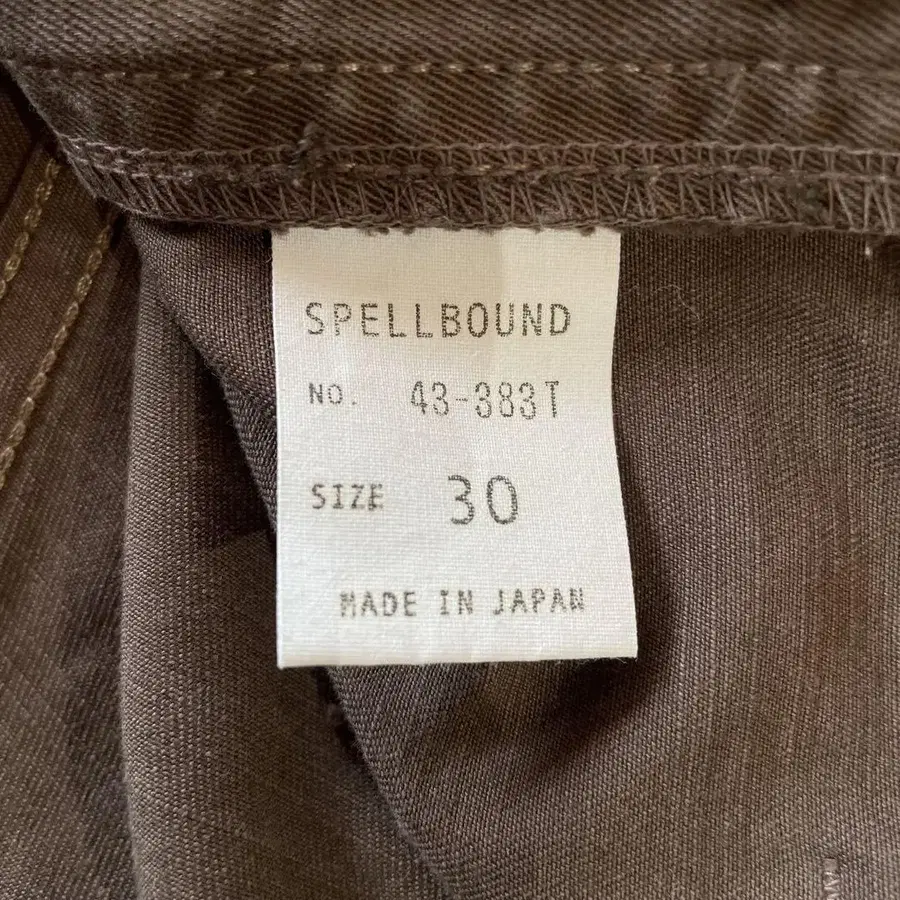 SPELLBOUND
NO. 43-383T
SIZE 30
MADE IN JAPAN